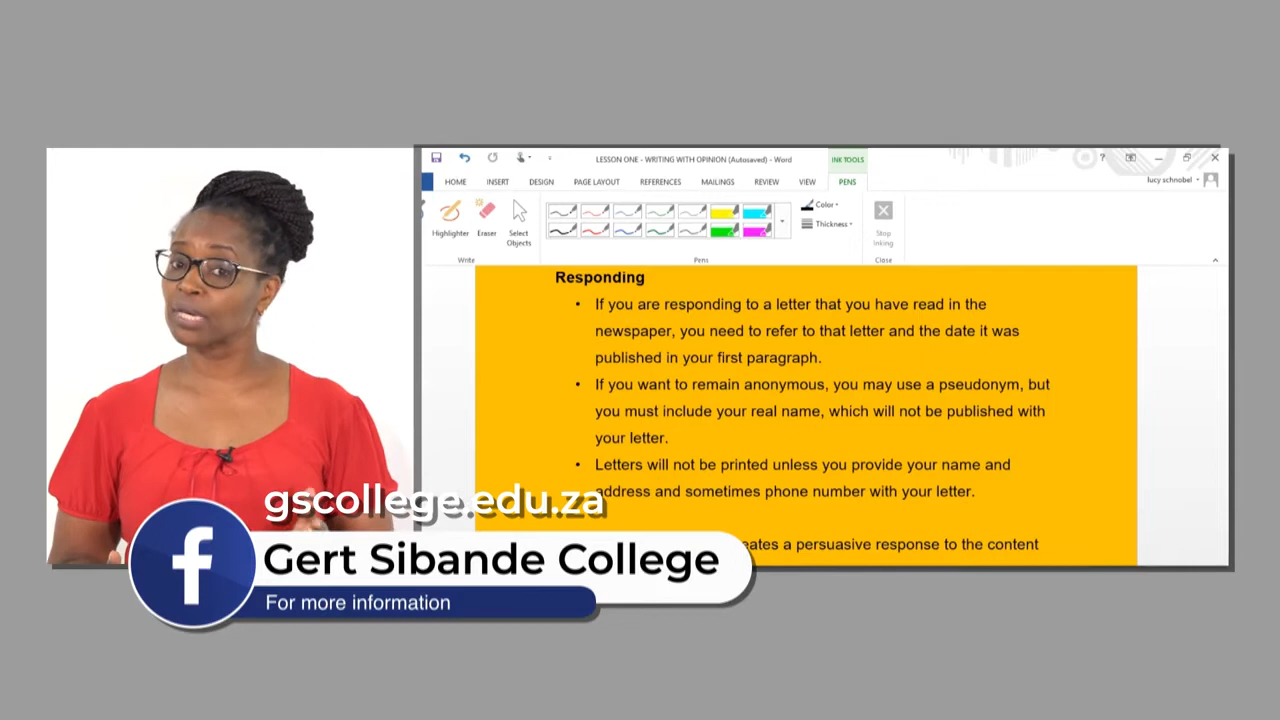 LESSON ONE - WRITING WITH OPINION (Autosaved) - Word
INK TOOLS
?
HOME INSERT DESIGN PAGE LAYOUT REFERENCES MAILINGS REVIEW VIEW PENS
lucy schnobel
Highlighter
Eraser
Select
Objects
Color
Thickness
Stop
Inking
Write
Pens
Close
Responding
• If you are responding to a letter that you have read in the
newspaper, you need to refer to that letter and the date it was
published in your first paragraph.
• If you want to remain anonymous, you may use a pseudonym, but
you must include your real name, which will not be published with
your letter.
• Letters will not be printed unless you provide your name and
address and sometimes phone number with your letter.
a persuasive response to the content
gscollege.edu.za
f
Gert Sibande College
For more information